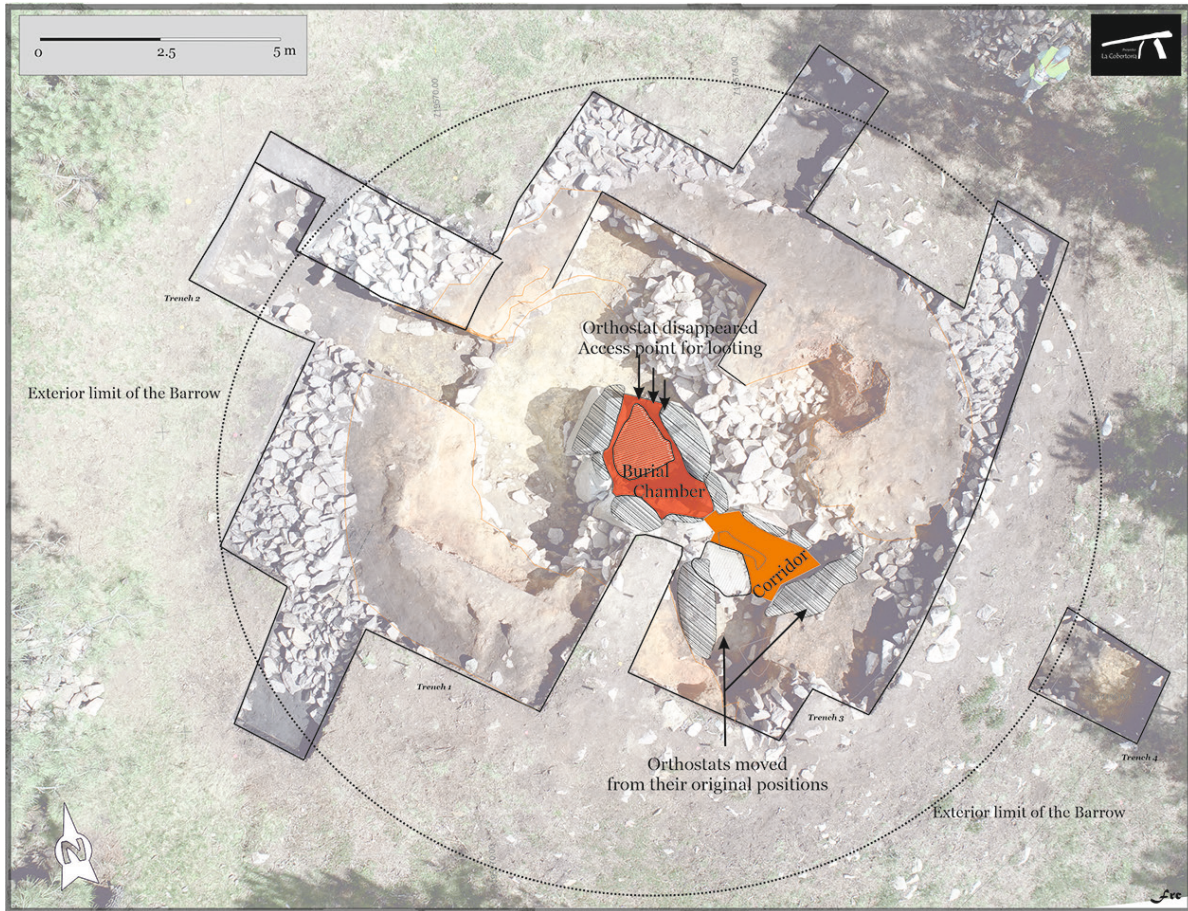 0 2.5 5 m
Proyecto
La Cobertoria
Trench 2
Orthostat disappeared
Access point for looting
Exterior limit of the Barrow
Burial
Chamber
Corridor
Trench 1
Trench 3
Trench 4
Orthostats moved
from their original positions
Exterior limit of the Barrow
N